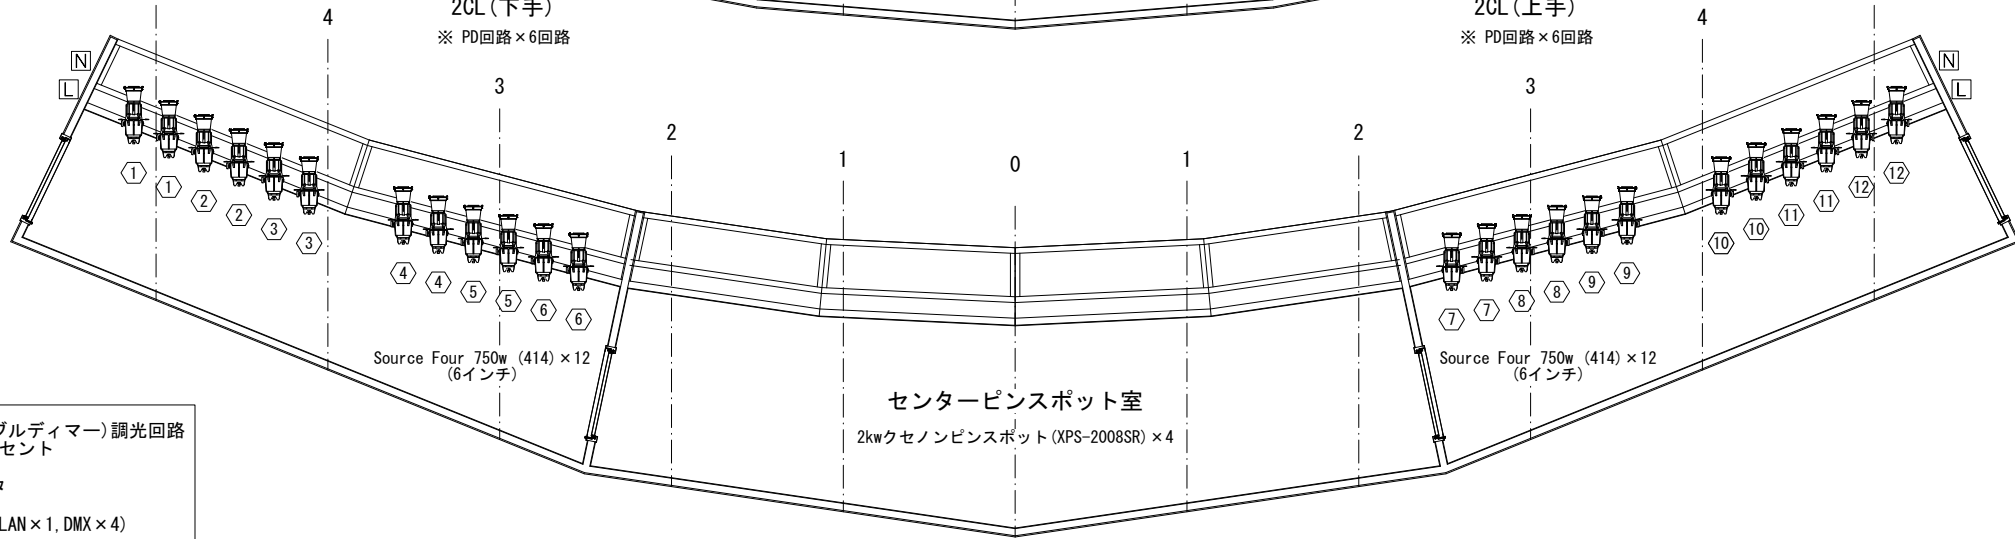 2CL(下手)
※ PD回路×6回路
2CL(上手)
※ PD回路×6回路
4
3
2
1
0
1
2
3
4
N
L
N
L
1 1 2 2 3 3
4 4 5 5 6 6
7 7 8 8 9 9
10 10 11 11 12 12
Source Four 750w (414)×12
(6インチ)
Source Four 750w (414)×12
(6インチ)
センターピンスポット室
2kwクセノンピンスポット(XPS-2008SR)×4
ブルディマー)調光回路
セント
LAN×1,DMX×4)